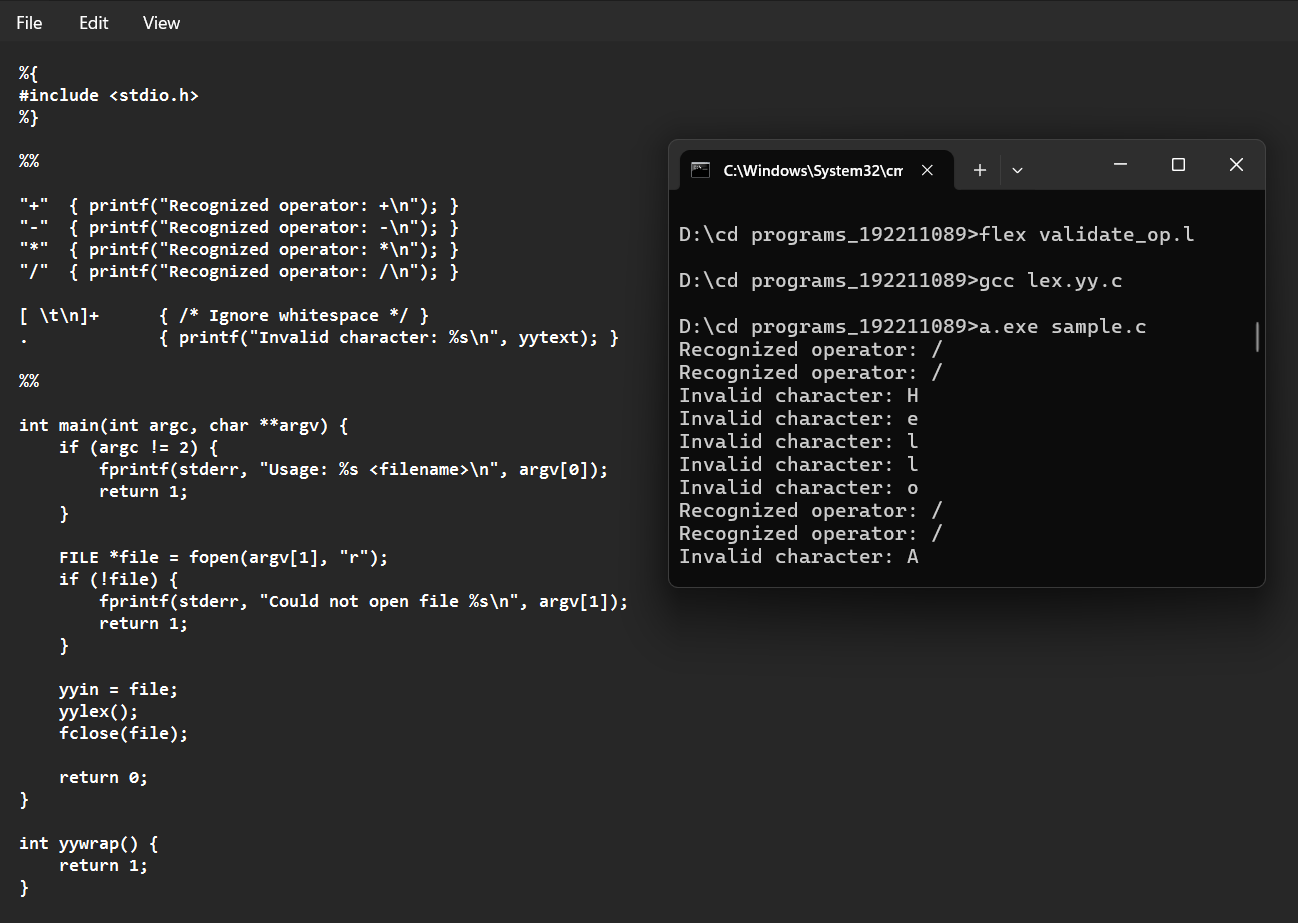 File Edit View
%{
#include <stdio.h>
%}
%%
"+"  { printf("Recognized operator: +\n"); }
"-"  { printf("Recognized operator: -\n"); }
"*"  { printf("Recognized operator: *\n"); }
"/"  { printf("Recognized operator: /\n"); }
[ \t\n]+      { /* Ignore whitespace */ }
.             { printf("Invalid character: %s\n", yytext); }
%%
int main(int argc, char **argv) {
    if (argc != 2) {
        fprintf(stderr, "Usage: %s <filename>\n", argv[0]);
        return 1;
    }
    FILE *file = fopen(argv[1], "r");
    if (!file) {
        fprintf(stderr, "Could not open file %s\n", argv[1]);
        return 1;
    }
    yyin = file;
    yylex();
    fclose(file);
    return 0;
}
int yywrap() {
    return 1;
}
C:\Windows\System32\cm
D:\cd programs_192211089>flex validate_op.l
D:\cd programs_192211089>gcc lex.yy.c
D:\cd programs_192211089>a.exe sample.c
Recognized operator: /
Recognized operator: /
Invalid character: H
Invalid character: e
Invalid character: l
Invalid character: l
Invalid character: o
Recognized operator: /
Recognized operator: /
Invalid character: A